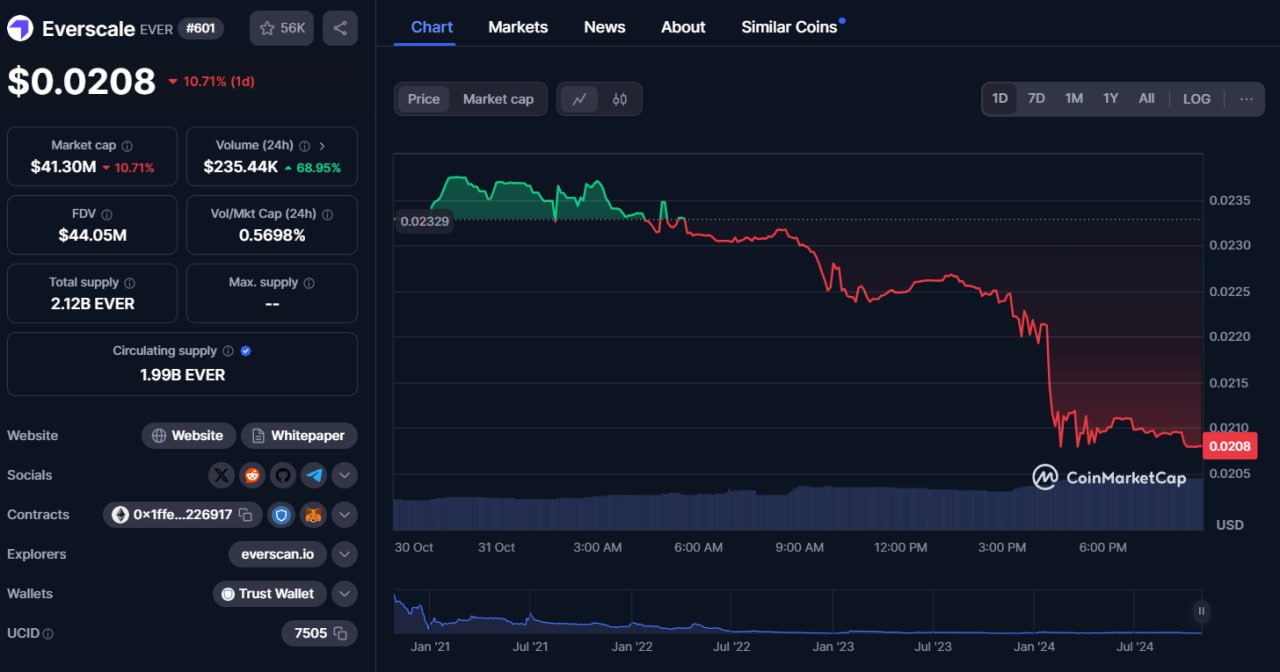 Everscale EVER #601 56K
$0.0208 10.71% (1d)
Market cap
$41.30M 10.71%
Volume (24h)
$235.44K 68.95%
FDV
$44.05M
Vol/Mkt Cap (24h)
0.5698%
Total supply
2.12B EVER
Max. supply
--
Circulating supply
1.99B EVER
Website Website Whitepaper
Socials
Contracts 0×1ffe...226917
Explorers everscan.io
Wallets Trust Wallet
UCID 7505
Chart Markets News About Similar Coins
Price Market cap
1D 7D 1M 1Y All LOG ...
0.02329
0.0235
0.0230
0.0225
0.0220
0.0215
0.0210
0.0208
0.0205
CoinMarketCap
USD
30 Oct 31 Oct 3:00 AM 6:00 AM 9:00 AM 12:00 PM 3:00 PM 6:00 PM
Jan '21 Jul '21 Jan '22 Jul '22 Jan '23 Jul '23 Jan '24 Jul '24